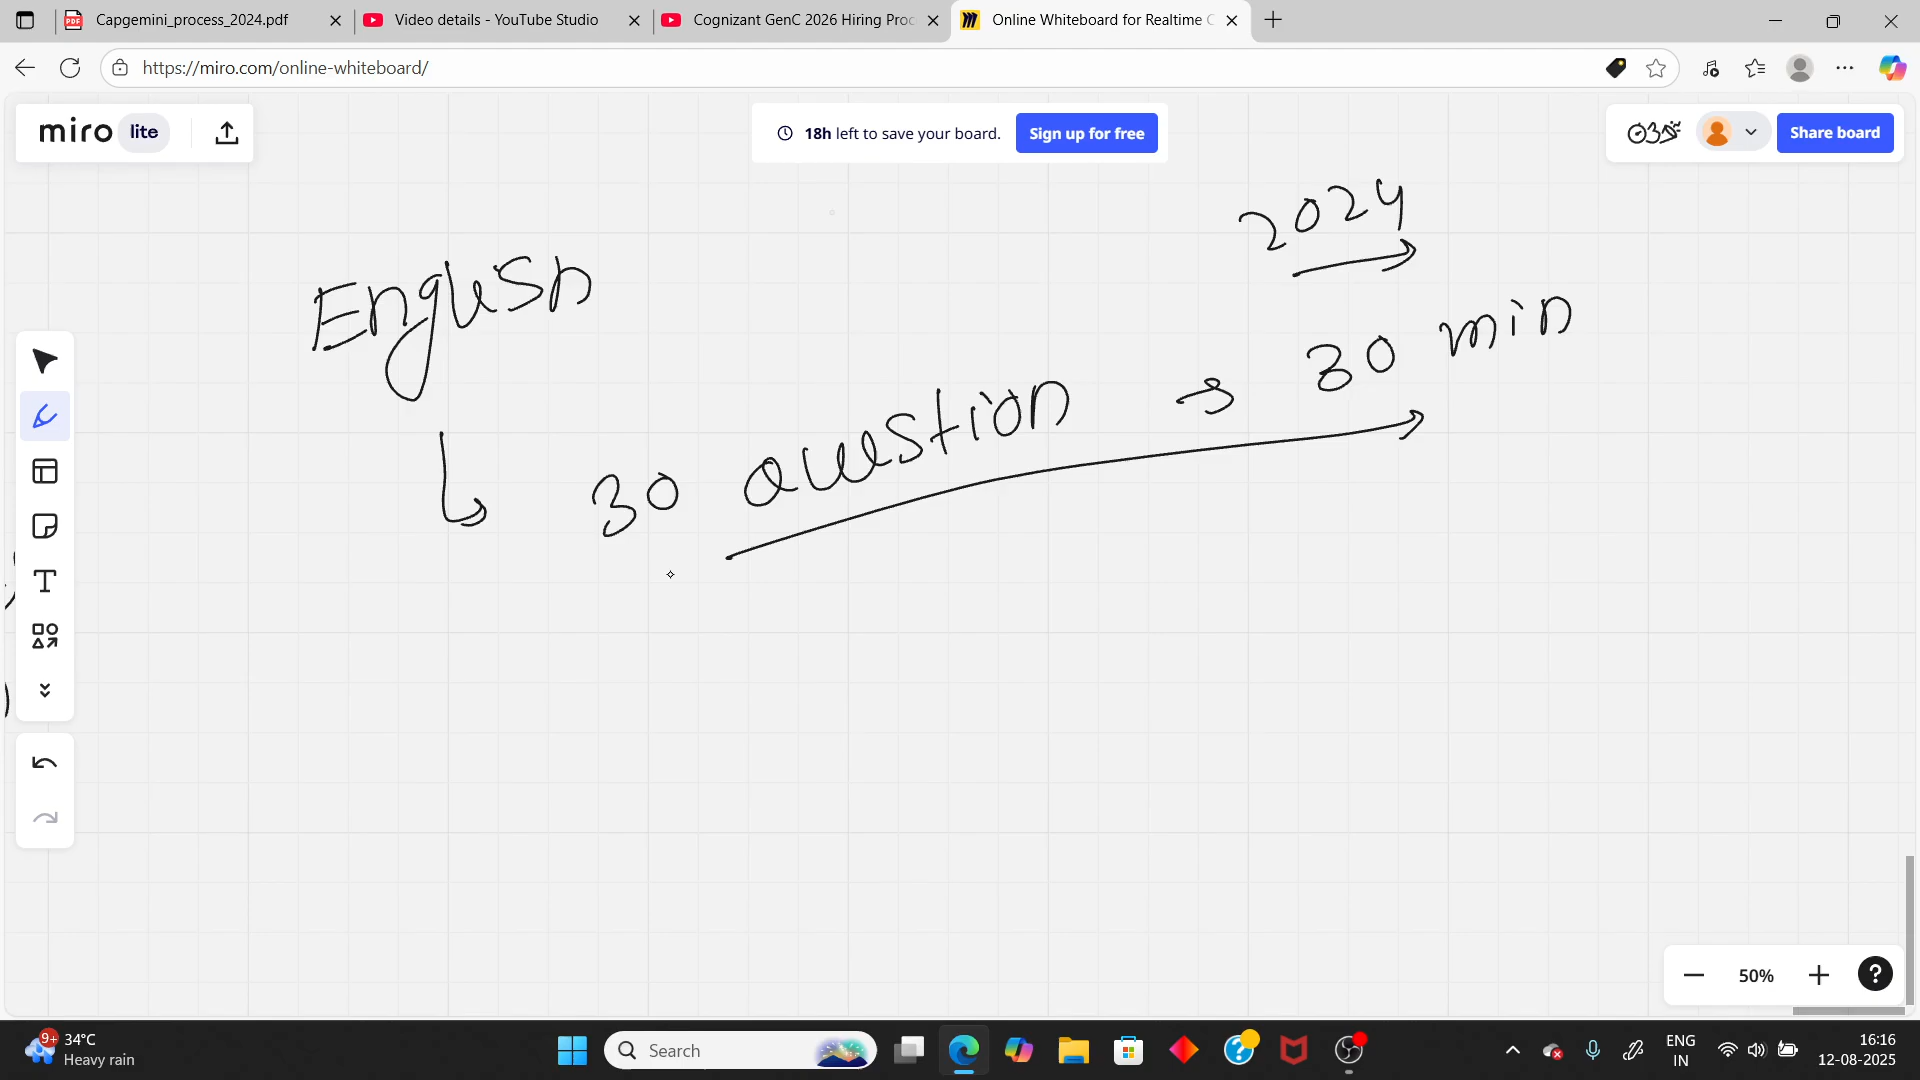 Capgemini_process_2024.pdf
Video details - YouTube Studio
Cognizant GenC 2026 Hiring Proc
Online Whiteboard for Realtime C
https://miro.com/online-whiteboard/
miro lite
18h left to save your board.
Sign up for free
Share board
2024
English
30 min
30 Question
50%
9+
34°C
Heavy rain
Search
ENG
IN
16:16
12-08-2025